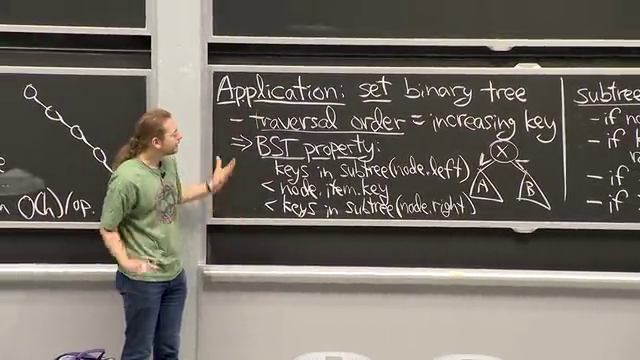 n O(h)/op.
Application: set binary tree
- traversal order = increasing key
⇒ BST property:
keys in subtree(node.left)
< node.item.key
< keys in subtree(node.right)
X
A B
subtree
- if no
- if k
- if
- if